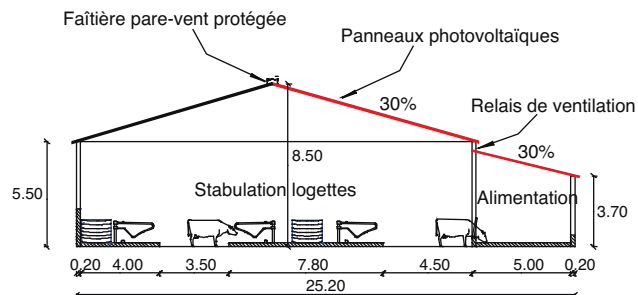 Faîtière pare-vent protégée
Panneaux photovoltaïques
30%
Relais de ventilation
30%
8.50
5.50
Stabulation logettes
Alimentation
3.70
0,20 4.00 3.50 7.80 4.50 5.00 0,20
25.20